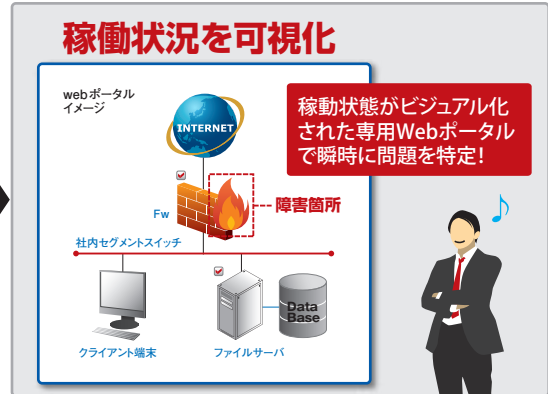 稼働状況を可視化
webポータル
イメージ
INTERNET
稼動状態がビジュアル化
された専用Webポータル
で瞬時に問題を特定!
Fw
障害箇所
社内セグメントスイッチ
Data
Base
クライアント端末
ファイルサーバ